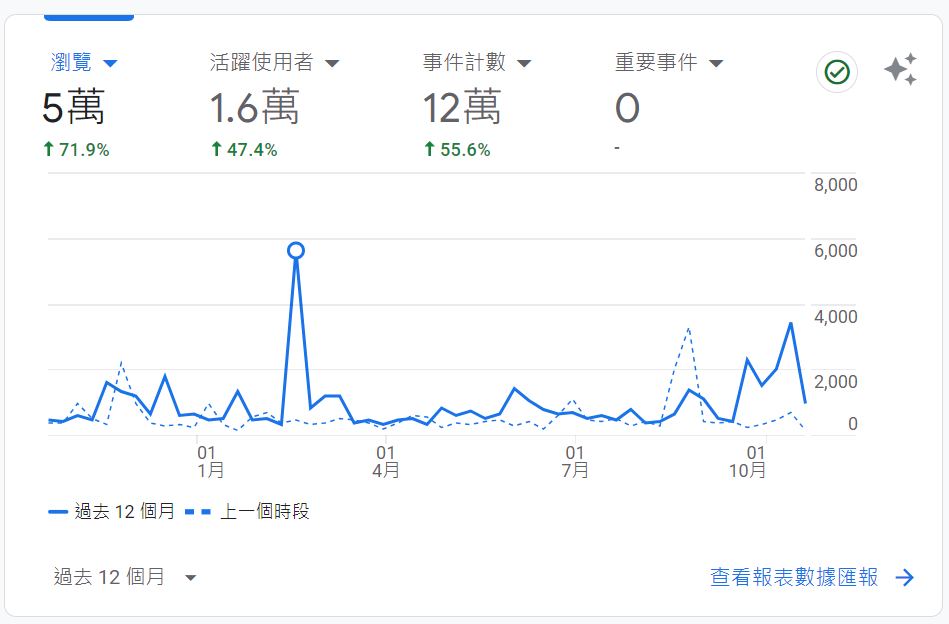 瀏覽 活躍使用者 事件計數 重要事件
5萬 1.6萬 12萬 0
71.9% 47.4% 55.6% -
8,000
6,000
4,000
2,000
0
01 01 01 01
1月 4月 7月 10月
過去 12 個月 上一個時段
過去 12 個月 查看報表數據匯報